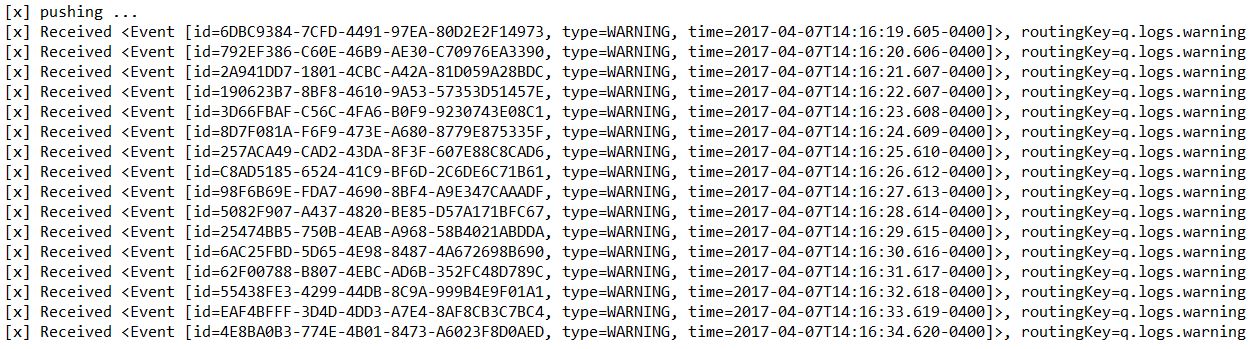 [x] pushing ...
[x] Received <Event [id=6DBC9384-7CFD-4491-97EA-80D2E2F14973, type=WARNING, time=2017-04-07T14:16:19.605-0400]>, routingKey=q.logs.warning
[x] Received <Event [id=792EF386-C60E-46B9-AE30-C70976EA3390, type=WARNING, time=2017-04-07T14:16:20.606-0400]>, routingKey=q.logs.warning
[x] Received <Event [id=2A941DD7-1801-4CBC-A42A-81D059A28BDC, type=WARNING, time=2017-04-07T14:16:21.607-0400]>, routingKey=q.logs.warning
[x] Received <Event [id=190623B7-8BF8-4610-9A53-57353D51457E, type=WARNING, time=2017-04-07T14:16:22.607-0400]>, routingKey=q.logs.warning
[x] Received <Event [id=3D66FBAF-C56C-4FA6-B0F9-9230743E08C1, type=WARNING, time=2017-04-07T14:16:23.608-0400]>, routingKey=q.logs.warning
[x] Received <Event [id=8D7F081A-F6F9-473E-A680-8779E875335F, type=WARNING, time=2017-04-07T14:16:24.609-0400]>, routingKey=q.logs.warning
[x] Received <Event [id=257ACA49-CAD2-43DA-8F3F-607E88C8CAD6, type=WARNING, time=2017-04-07T14:16:25.610-0400]>, routingKey=q.logs.warning
[x] Received <Event [id=C8AD5185-6524-41C9-BF6D-2C6DE6C71B61, type=WARNING, time=2017-04-07T14:16:26.612-0400]>, routingKey=q.logs.warning
[x] Received <Event [id=98F6B69E-FDA7-4690-8BF4-A9E347CAAADF, type=WARNING, time=2017-04-07T14:16:27.613-0400]>, routingKey=q.logs.warning
[x] Received <Event [id=5082F907-A437-4820-BE85-D57A171BFC67, type=WARNING, time=2017-04-07T14:16:28.614-0400]>, routingKey=q.logs.warning
[x] Received <Event [id=25474BB5-750B-4EAB-A968-58B4021ABDDA, type=WARNING, time=2017-04-07T14:16:29.615-0400]>, routingKey=q.logs.warning
[x] Received <Event [id=6AC25FBD-5D65-4E98-8487-4A672698B690, type=WARNING, time=2017-04-07T14:16:30.616-0400]>, routingKey=q.logs.warning
[x] Received <Event [id=62F00788-B807-4EBC-AD6B-352FC48D789C, type=WARNING, time=2017-04-07T14:16:31.617-0400]>, routingKey=q.logs.warning
[x] Received <Event [id=55438FE3-4299-44DB-8C9A-999B4E9F01A1, type=WARNING, time=2017-04-07T14:16:32.618-0400]>, routingKey=q.logs.warning
[x] Received <Event [id=EAF4BFFF-3D4D-4DD3-A7E4-8AF8CB3C7BC4, type=WARNING, time=2017-04-07T14:16:33.619-0400]>, routingKey=q.logs.warning
[x] Received <Event [id=4E8BA0B3-774E-4B01-8473-A6023F8D0AED, type=WARNING, time=2017-04-07T14:16:34.620-0400]>, routingKey=q.logs.warning